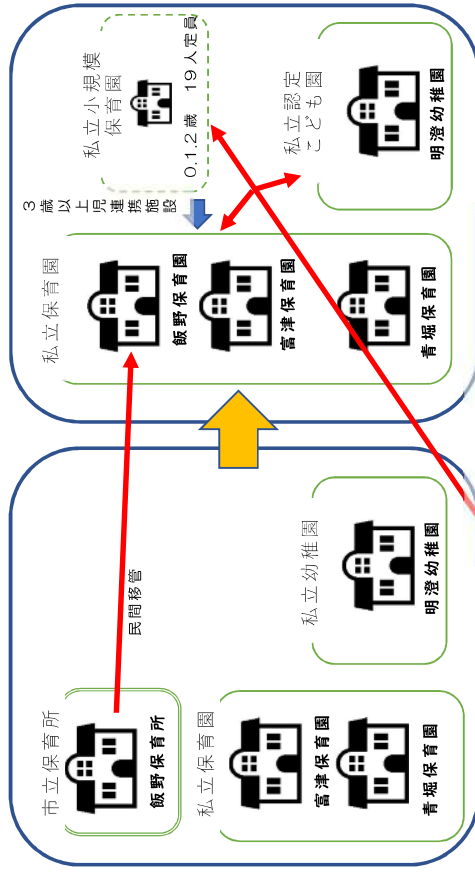 市立保育所
飯野保育所
私立保育園
富津保育園
青堀保育園
私立幼稚園
明澄幼稚園
民間移管
私立保育園
飯野保育園
富津保育園
青堀保育園
3歳以上児連携施設
私立小規模
保育園
0,1,2歳 19人定員
私立認定
こども園
明澄幼稚園